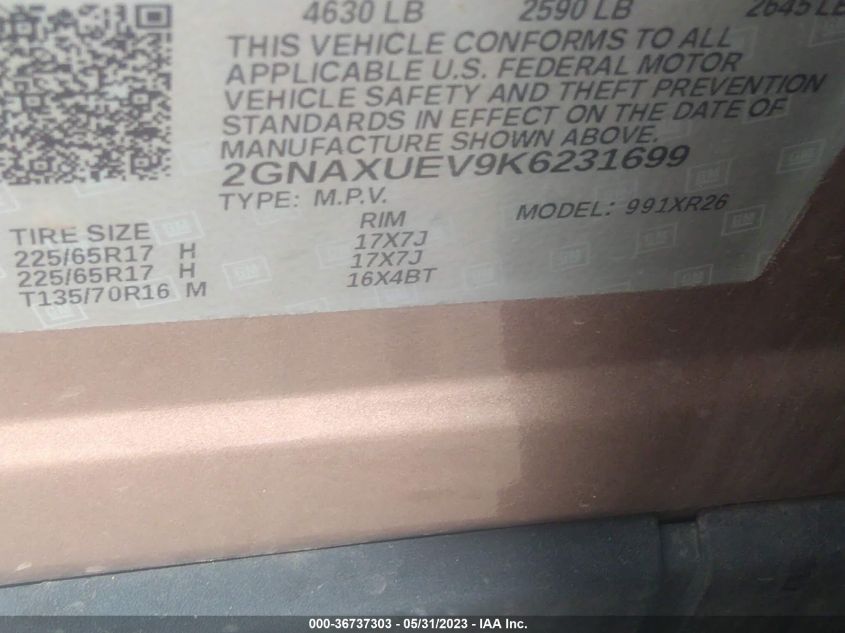 4630 LB 2590 LB 2645 LB
THIS VEHICLE CONFORMS TO ALL
APPLICABLE U.S. FEDERAL MOTOR
VEHICLE SAFETY AND THEFT PREVENTION
STANDARDS IN EFFECT ON THE DATE OF
MANUFACTURE SHOWN ABOVE.
2GNAXUEV9K6231699
TYPE: M.P.V. MODEL: 991XR26
TIRE SIZE RIM
225/65R17 H 17X7J
225/65R17 H 17X7J
T135/70R16 M 16X4BT
000-36737303 - 05/31/2023 - IAA Inc.